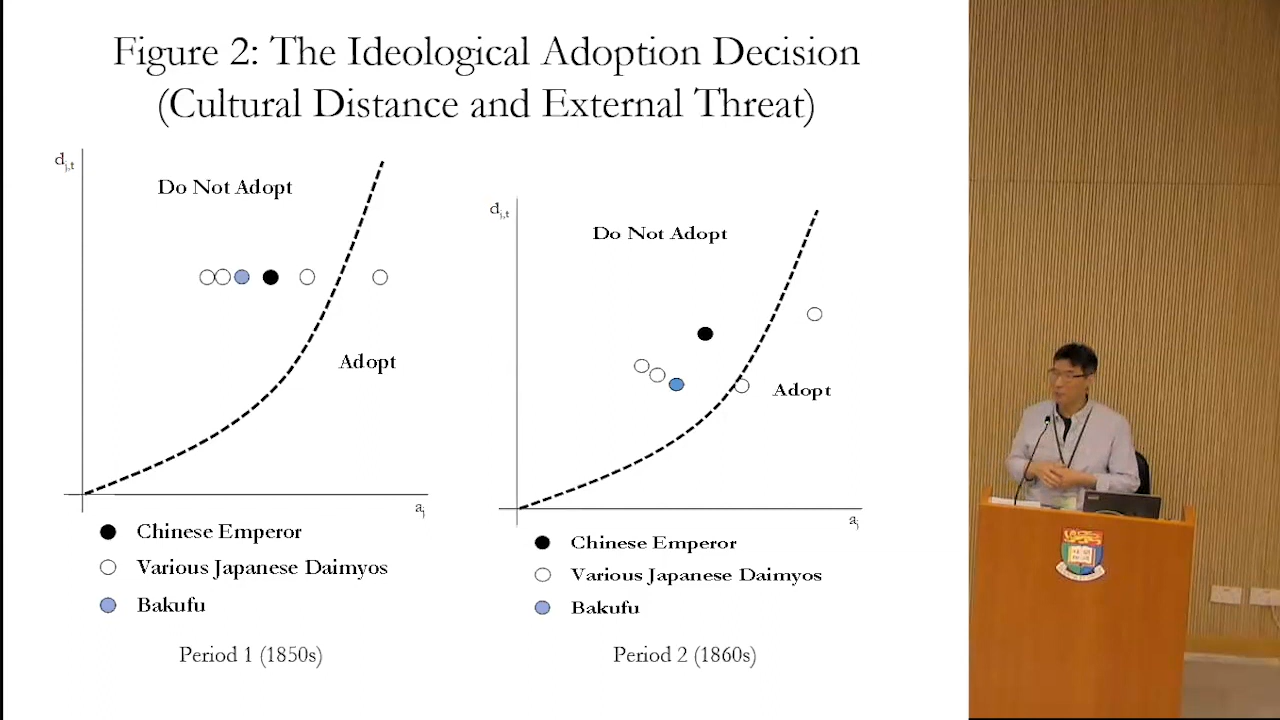 Figure 2: The Ideological Adoption Decision
(Cultural Distance and External Threat)
d j,t
Do Not Adopt
Adopt
a j
Chinese Emperor
Various Japanese Daimyos
Bakufu
Period 1 (1850s)
d j,t
Do Not Adopt
Adopt
a j
Chinese Emperor
Various Japanese Daimyos
Bakufu
Period 2 (1860s)